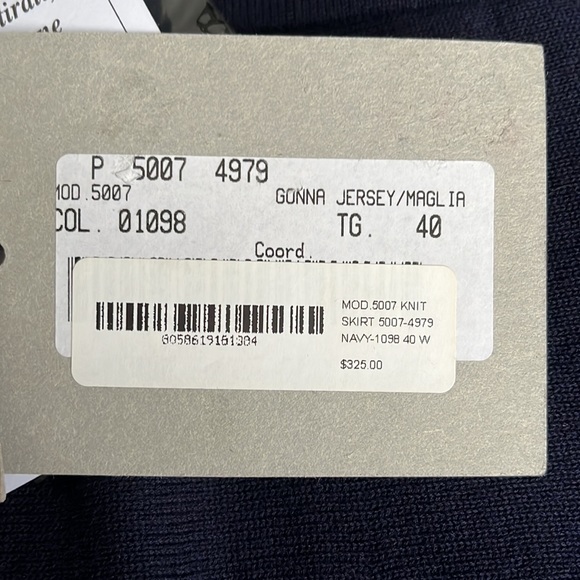 P 5007 4979
MOD.5007 GONNA JERSEY/MAGLIA
COL. 01098 TG. 40
Coord.
MOD.5007 KNIT
SKIRT 5007-4979
NAVY-1098 40 W
$325.00
8058619181304